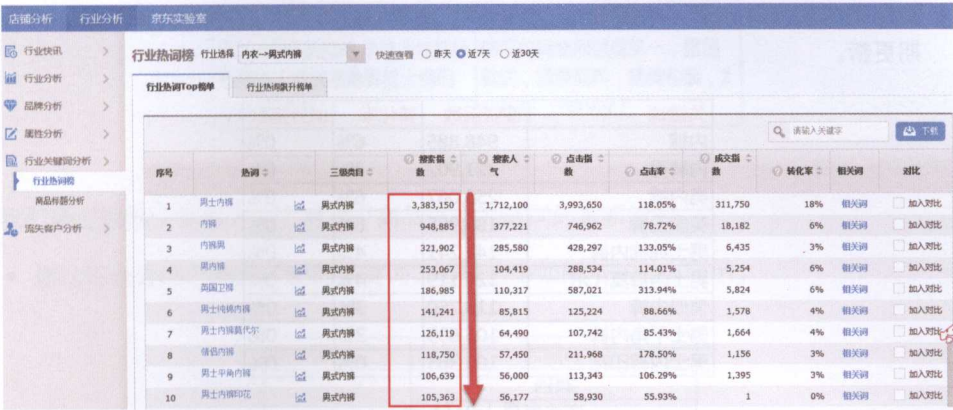 店铺分析 行业分析 京东实验室
行业快讯
行业分析
品牌分析
属性分析
行业关键词分析
行业热词榜
商品标题分析
流失客户分析
行业热词榜 行业选择 内衣-->男式内裤 快速查看 昨天 近7天 近30天
行业热词Top榜单 行业热词飙升榜单
请输入关键字 下载
序号 热词 三级类目 搜索指数 搜索人气 点击指数 点击率 成交指数 转化率 相关词 对比
1 男士内裤 男式内裤 3,383,150 1,712,100 3,993,650 118.05% 311,750 18% 相关词 加入对比
2 内裤 男式内裤 948,885 377,221 746,962 78.72% 18,182 6% 相关词 加入对比
3 内裤男 男式内裤 321,902 285,580 428,297 133.05% 6,435 3% 相关词 加入对比
4 男内裤 男式内裤 253,067 104,419 288,534 114.01% 5,254 6% 相关词 加入对比
5 英国卫裤 男式内裤 186,985 110,317 587,021 313.94% 5,824 6% 相关词 加入对比
6 男士纯棉内裤 男式内裤 141,241 85,815 125,224 88.66% 1,578 4% 相关词 加入对比
7 男士内裤莫代尔 男式内裤 126,119 64,490 107,742 85.43% 1,664 4% 相关词 加入对比
8 情侣内裤 男式内裤 118,750 57,450 211,968 178.50% 1,156 3% 相关词 加入对比
9 男士平角内裤 男式内裤 106,639 56,000 113,343 106.29% 1,395 3% 相关词 加入对比
10 男士内裤印花 男式内裤 105,363 56,177 58,930 55.93% 1 0% 相关词 加入对比